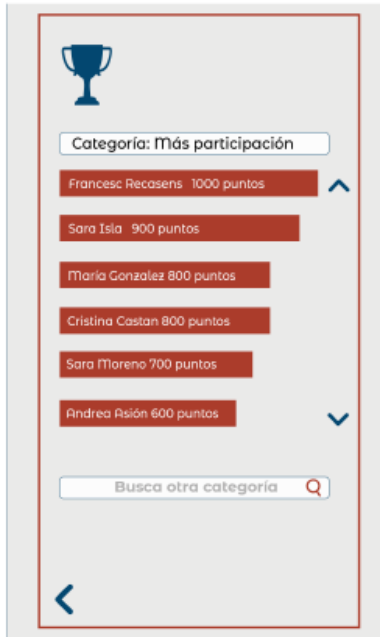 Categoría: Más participación
Francesc Recasens 1000 puntos
Sara Isla 900 puntos
María Gonzalez 800 puntos
Cristina Castan 800 puntos
Sara Moreno 700 puntos
Andrea Asión 600 puntos
Busca otra categoría